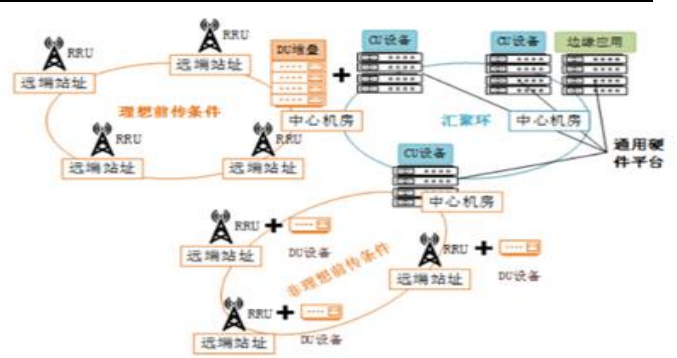 RRU
远端站址
RRU
远端站址
DU堆叠
CU设备
CU设备
边缘应用
理想前传条件
中心机房
汇聚环
中心机房
RRU
远端站址
RRU
远端站址
通用硬
件平台
CU设备
中心机房
RRU
DU设备
远端站址
非理想前传条件
RRU
DU设备
远端站址
RRU
DU设备
远端站址